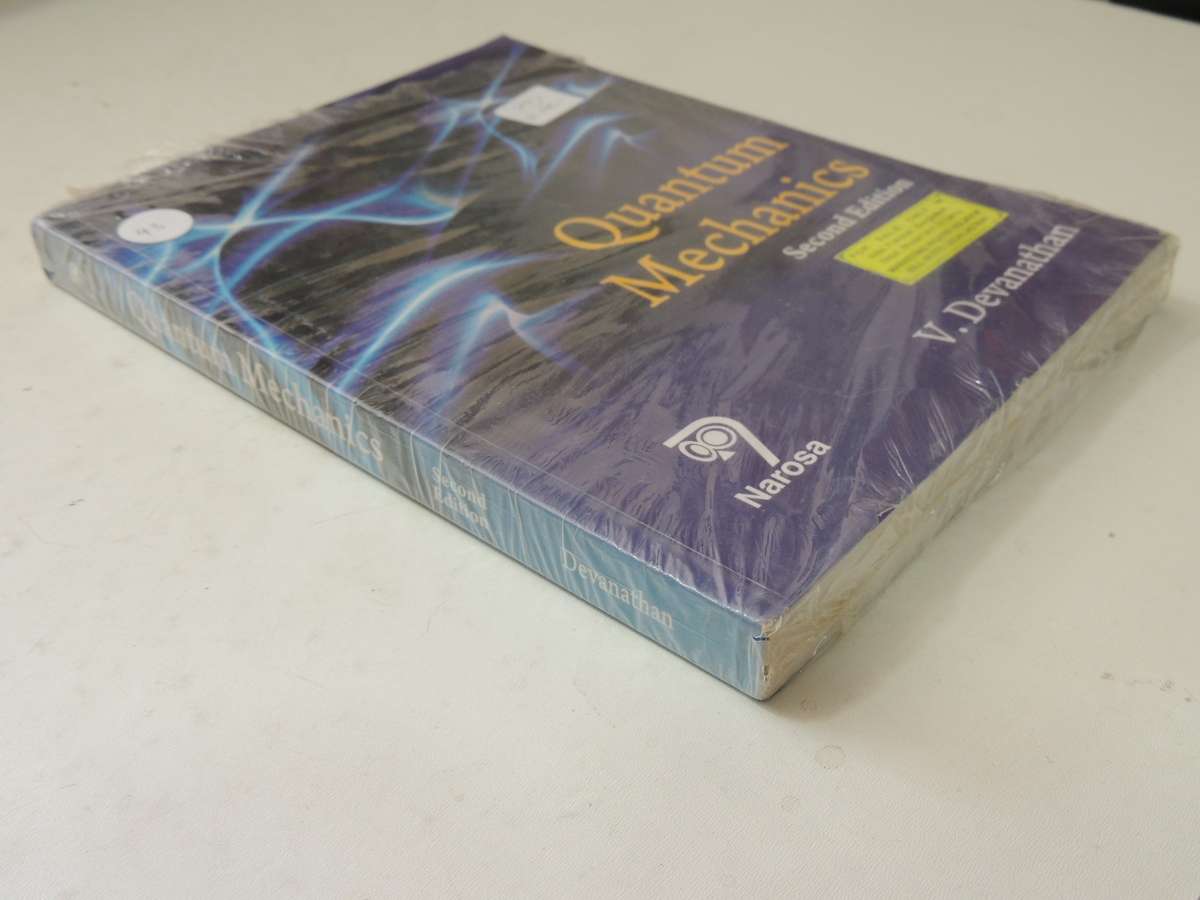 Quantum
Mechanics
Second Edition
V. Devanathan
Narosa
Quantum Mechanics
Second
Edition
Devanathan